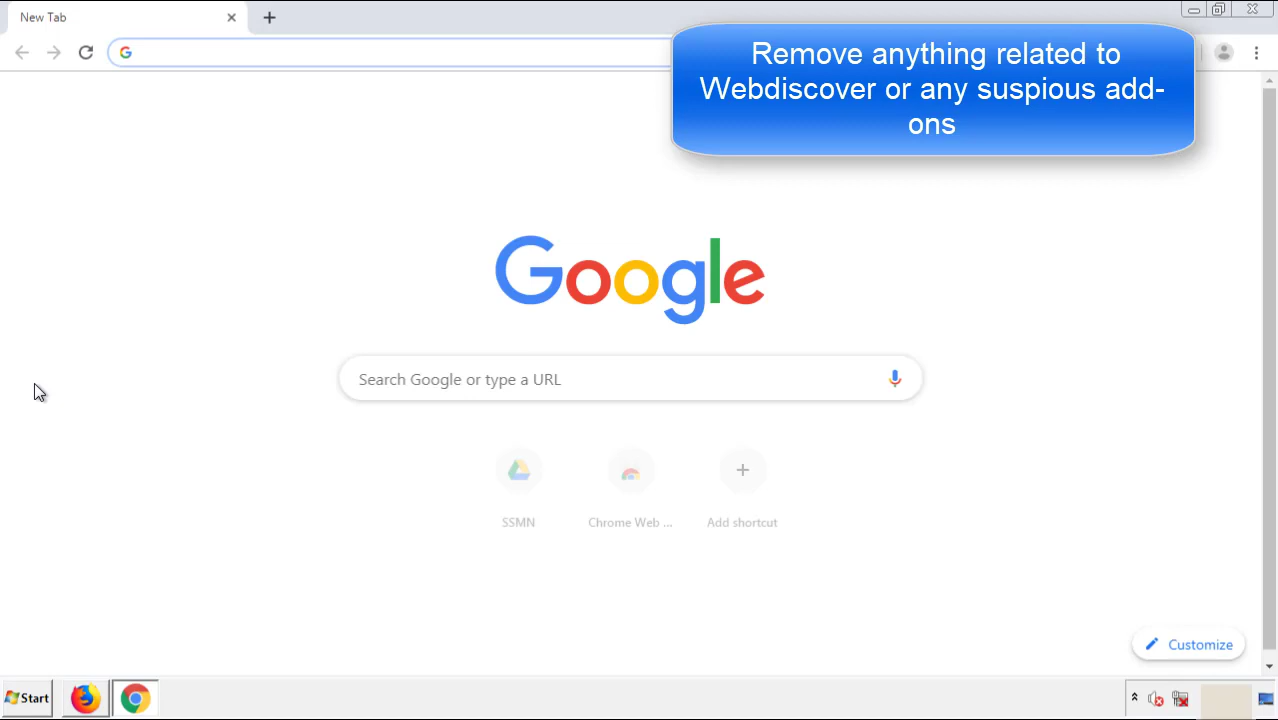 New Tab
Remove anything related to
Webdiscover or any suspious add-
ons
Google
Search Google or type a URL
SSMN
Chrome Web ...
Add shortcut
Customize
Start